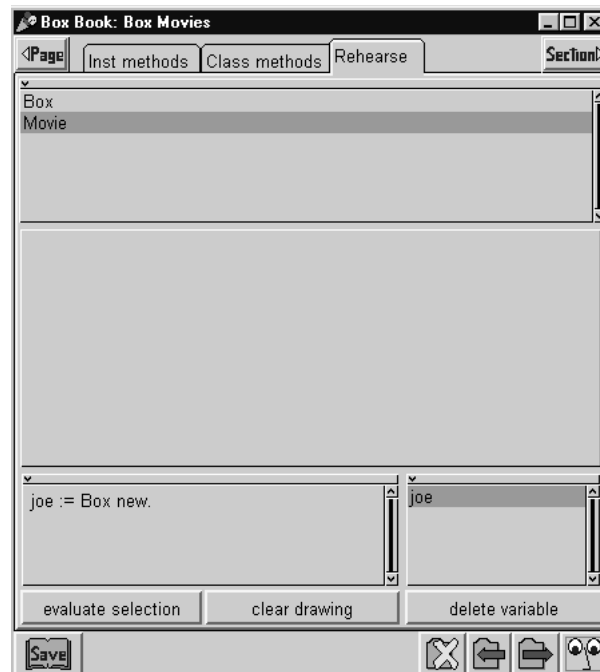 Box Book: Box Movies
Page Inst methods Class methods Rehearse Section
Box
Movie
joe := Box new. joe
evaluate selection clear drawing delete variable
Save